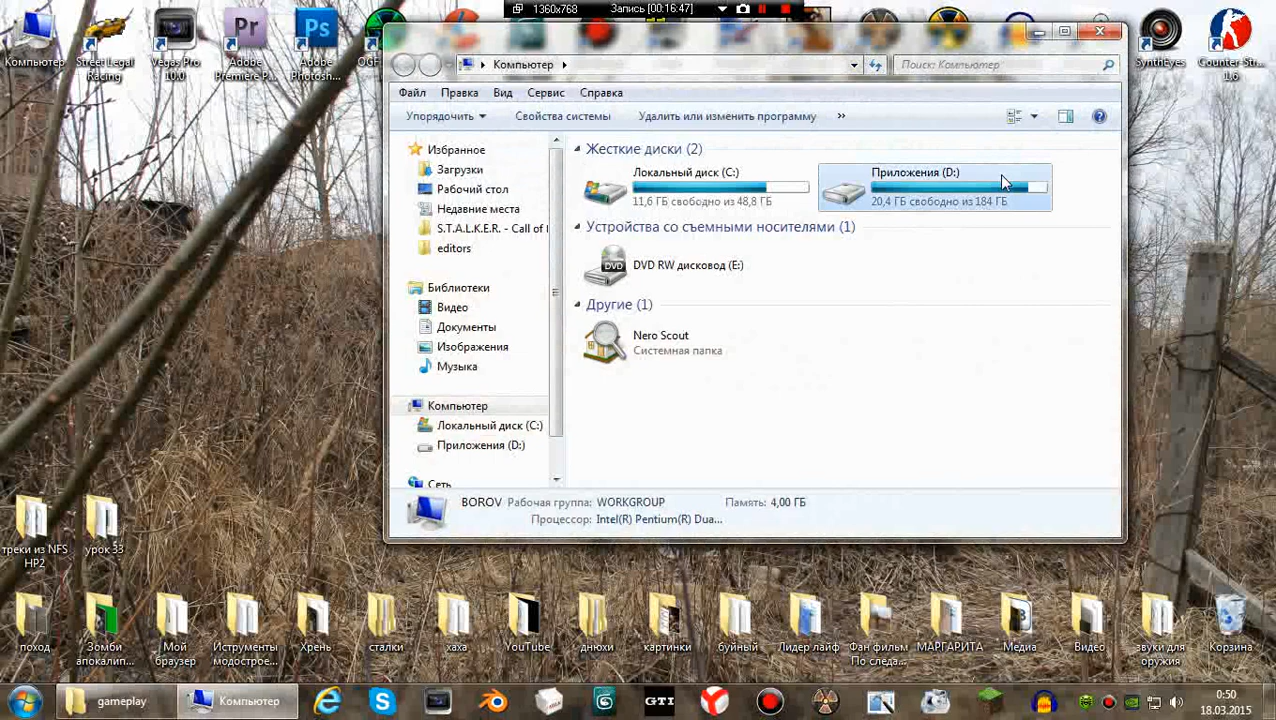 1360x768 Запись [00:16:47]
Компьютер
Street Legal Racing
Vegas Pro 10.0
Adobe Premiere P...
Adobe Photosh...
SynthEyes
Counter-Str... 1.6
Компьютер
Поиск: Компьютер
Файл Правка Вид Сервис Справка
Упорядочить Свойства системы Удалить или изменить программу »
Избранное
Загрузки
Рабочий стол
Недавние места
S.T.A.L.K.E.R. - Call of
editors
Библиотеки
Видео
Документы
Изображения
Музыка
Компьютер
Локальный диск (C:)
Приложения (D:)
Сеть
Жесткие диски (2)
Локальный диск (C:)
11,6 ГБ свободно из 48,8 ГБ
Приложения (D:)
20,4 ГБ свободно из 184 ГБ
Устройства со съемными носителями (1)
DVD
DVD RW дисковод (E:)
Другие (1)
Nero Scout
Системная папка
BOROV Рабочая группа: WORKGROUP Память: 4,00 ГБ
Процессор: Intel(R) Pentium(R) Dua...
треки из NFS HP2
урок 33
поход
Зомби апокалип...
Мой браузер
Иструменты модострое...
Хрень
сталки
хаха
YouTube
днюхи
картинки
буйный
Лидер лайф
Фан фильм По следа...
МАРГАРИТА
Медиа
Видео
звуки для оружия
Корзина
gameplay
Компьютер
GTI
0:50
18.03.2015